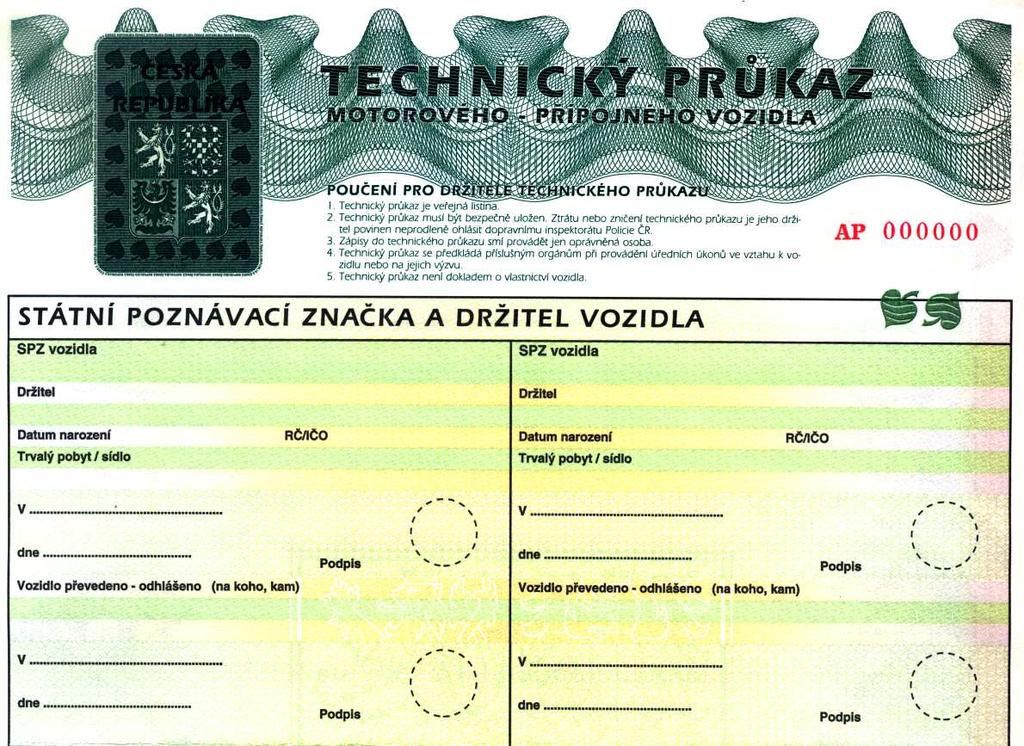 ČESKÁ
REPUBLIKA
TECHNICKÝ PRŮKAZ
MOTOROVÉHO - PŘÍPOJNÉHO VOZIDLA
POUČENÍ PRO DRŽITELE TECHNICKÉHO PRŮKAZU
1. Technický průkaz je veřejná listina.
2. Technický průkaz musí být bezpečně uložen. Ztrátu nebo zničení technického průkazu je jeho drži-
tel povinen neprodleně ohlásit dopravnímu inspektorátu Policie ČR.
3. Zápisy do technického průkazu smí provádět jen oprávněná osoba.
4. Technický průkaz se předkládá příslušným orgánům při provádění úředních úkonů ve vztahu k vo-
zidlu nebo na jejich výzvu.
5. Technický průkaz není dokladem o vlastnictví vozidla.
AP 000000
STÁTNÍ POZNÁVACÍ ZNAČKA A DRŽITEL VOZIDLA
SPZ vozidla
Držitel
Datum narození RČ/IČO
Trvalý pobyt / sídlo
V ................................................
dne .....................................
Podpis
Vozidlo převedeno - odhlášeno (na koho, kam)
V ................................................
dne .....................................
Podpis
SPZ vozidla
Držitel
Datum narození RČ/IČO
Trvalý pobyt / sídlo
V ................................................
dne .....................................
Podpis
Vozidlo převedeno - odhlášeno (na koho, kam)
V ................................................
dne .....................................
Podpis